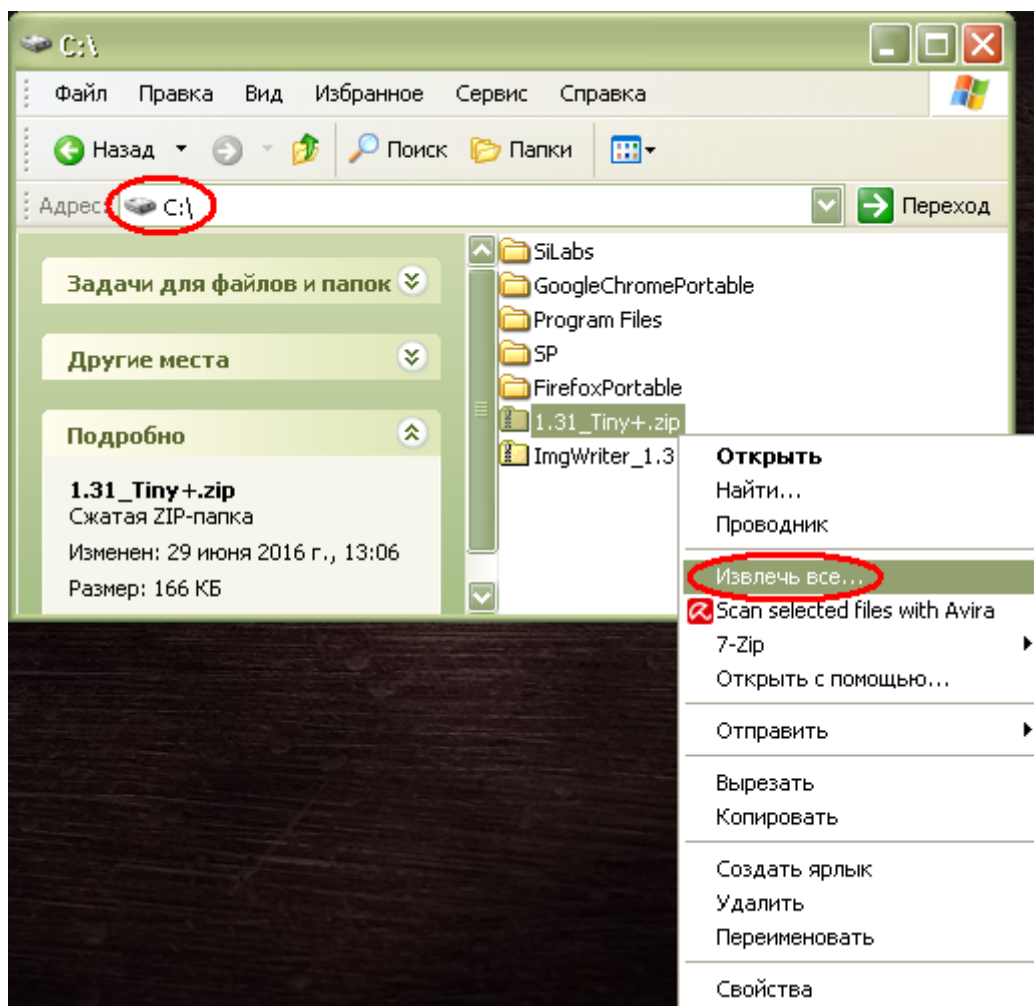 C:\
Файл Правка Вид Избранное Сервис Справка
Назад Поиск Папки
Адрес: C:\ Переход
Задачи для файлов и папок
Другие места
Подробно
1.31_Tiny+.zip
Сжатая ZIP-папка
Изменен: 29 июня 2016 г., 13:06
Размер: 166 КБ
SiLabs
GoogleChromePortable
Program Files
SP
FirefoxPortable
1.31_Tiny+.zip
ImgWriter_1.3
Открыть
Найти...
Проводник
Извлечь все...
Scan selected files with Avira
7-Zip
Открыть с помощью...
Отправить
Вырезать
Копировать
Создать ярлык
Удалить
Переименовать
Свойства